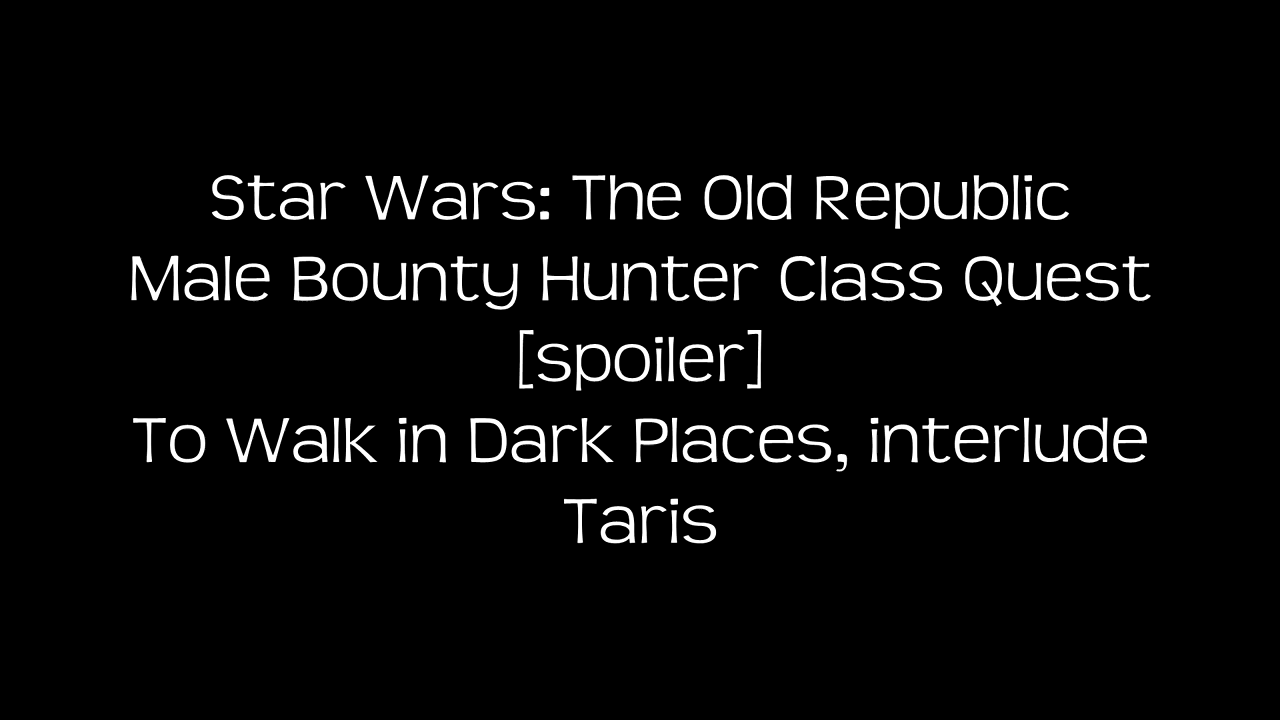 Star Wars: The Old Republic
Male Bounty Hunter Class Quest
[spoiler]
To Walk in Dark Places, interlude
Taris